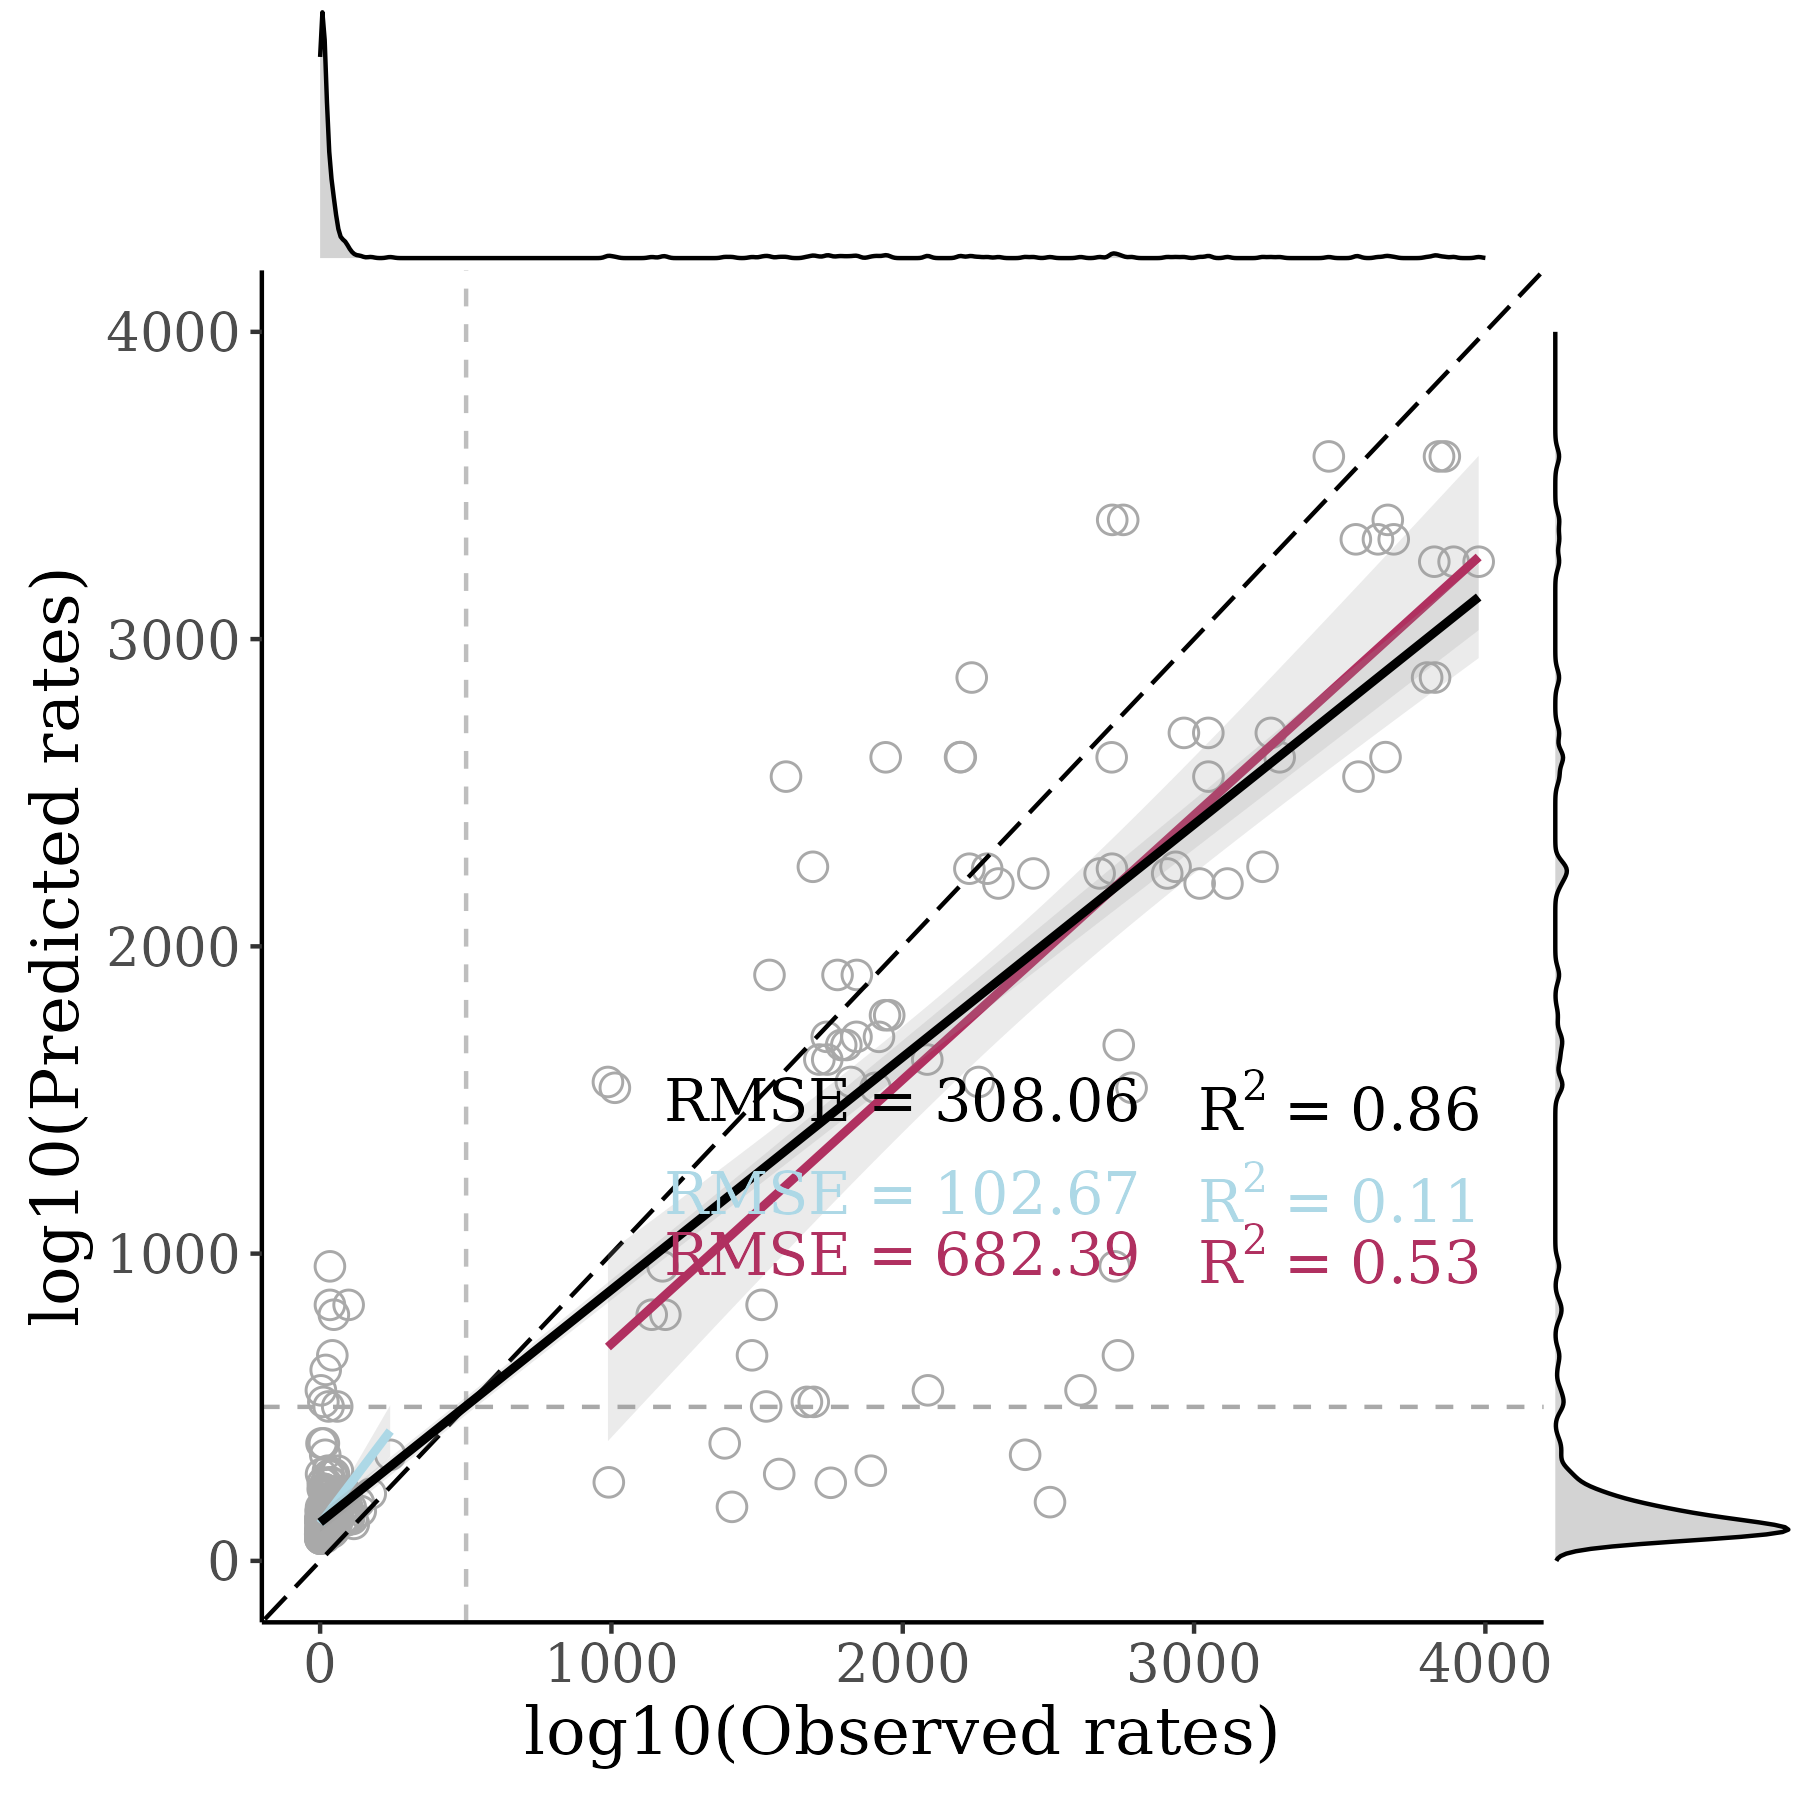 4000
3000
2000
1000
0
log10(Predicted rates)
RMSE = 308.06 R² = 0.86
RMSE = 102.67 R² = 0.11
RMSE = 682.39 R² = 0.53
0 1000 2000 3000 4000
log10(Observed rates)